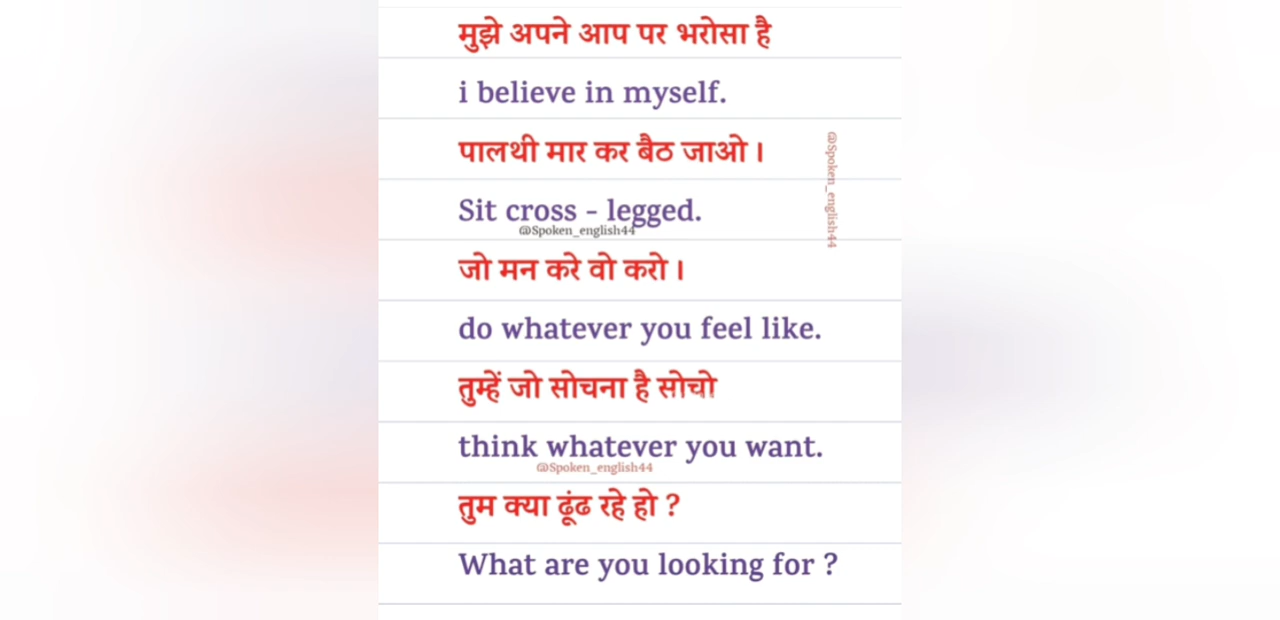 मुझे अपने आप पर भरोसा है
i believe in myself.
पालथी मार कर बैठ जाओ ।
@Spoken_english44
Sit cross - legged.
@Spoken_english44
जो मन करे वो करो ।
do whatever you feel like.
तुम्हें जो सोचना है सोचो
think whatever you want.
@Spoken_english44
तुम क्या ढूंढ रहे हो ?
What are you looking for ?